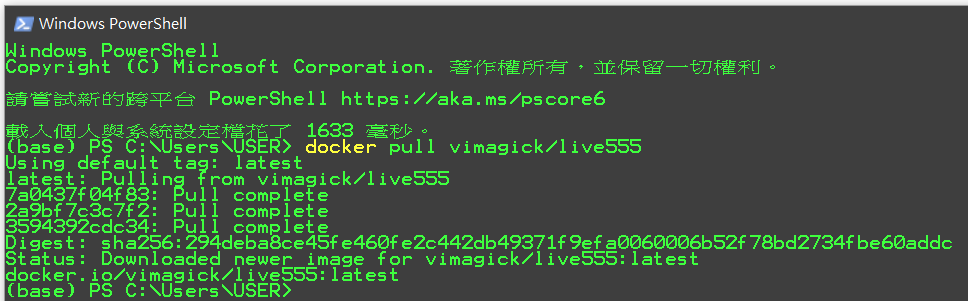 Windows PowerShell
Windows PowerShell
Copyright (C) Microsoft Corporation. 著作權所有，並保留一切權利。
請嘗試新的跨平台 PowerShell https://aka.ms/pscore6
載入個人與系統設定檔花了 1633 毫秒。
(base) PS C:\Users\USER> docker pull vimagick/live555
Using default tag: latest
latest: Pulling from vimagick/live555
7a0437f04f83: Pull complete
2a9bf7c3c7f2: Pull complete
3594392cdc34: Pull complete
Digest: sha256:294deba8ce45fe460fe2c442db49371f9efa0060006b52f78bd2734fbe60addc
Status: Downloaded newer image for vimagick/live555:latest
docker.io/vimagick/live555:latest
(base) PS C:\Users\USER>